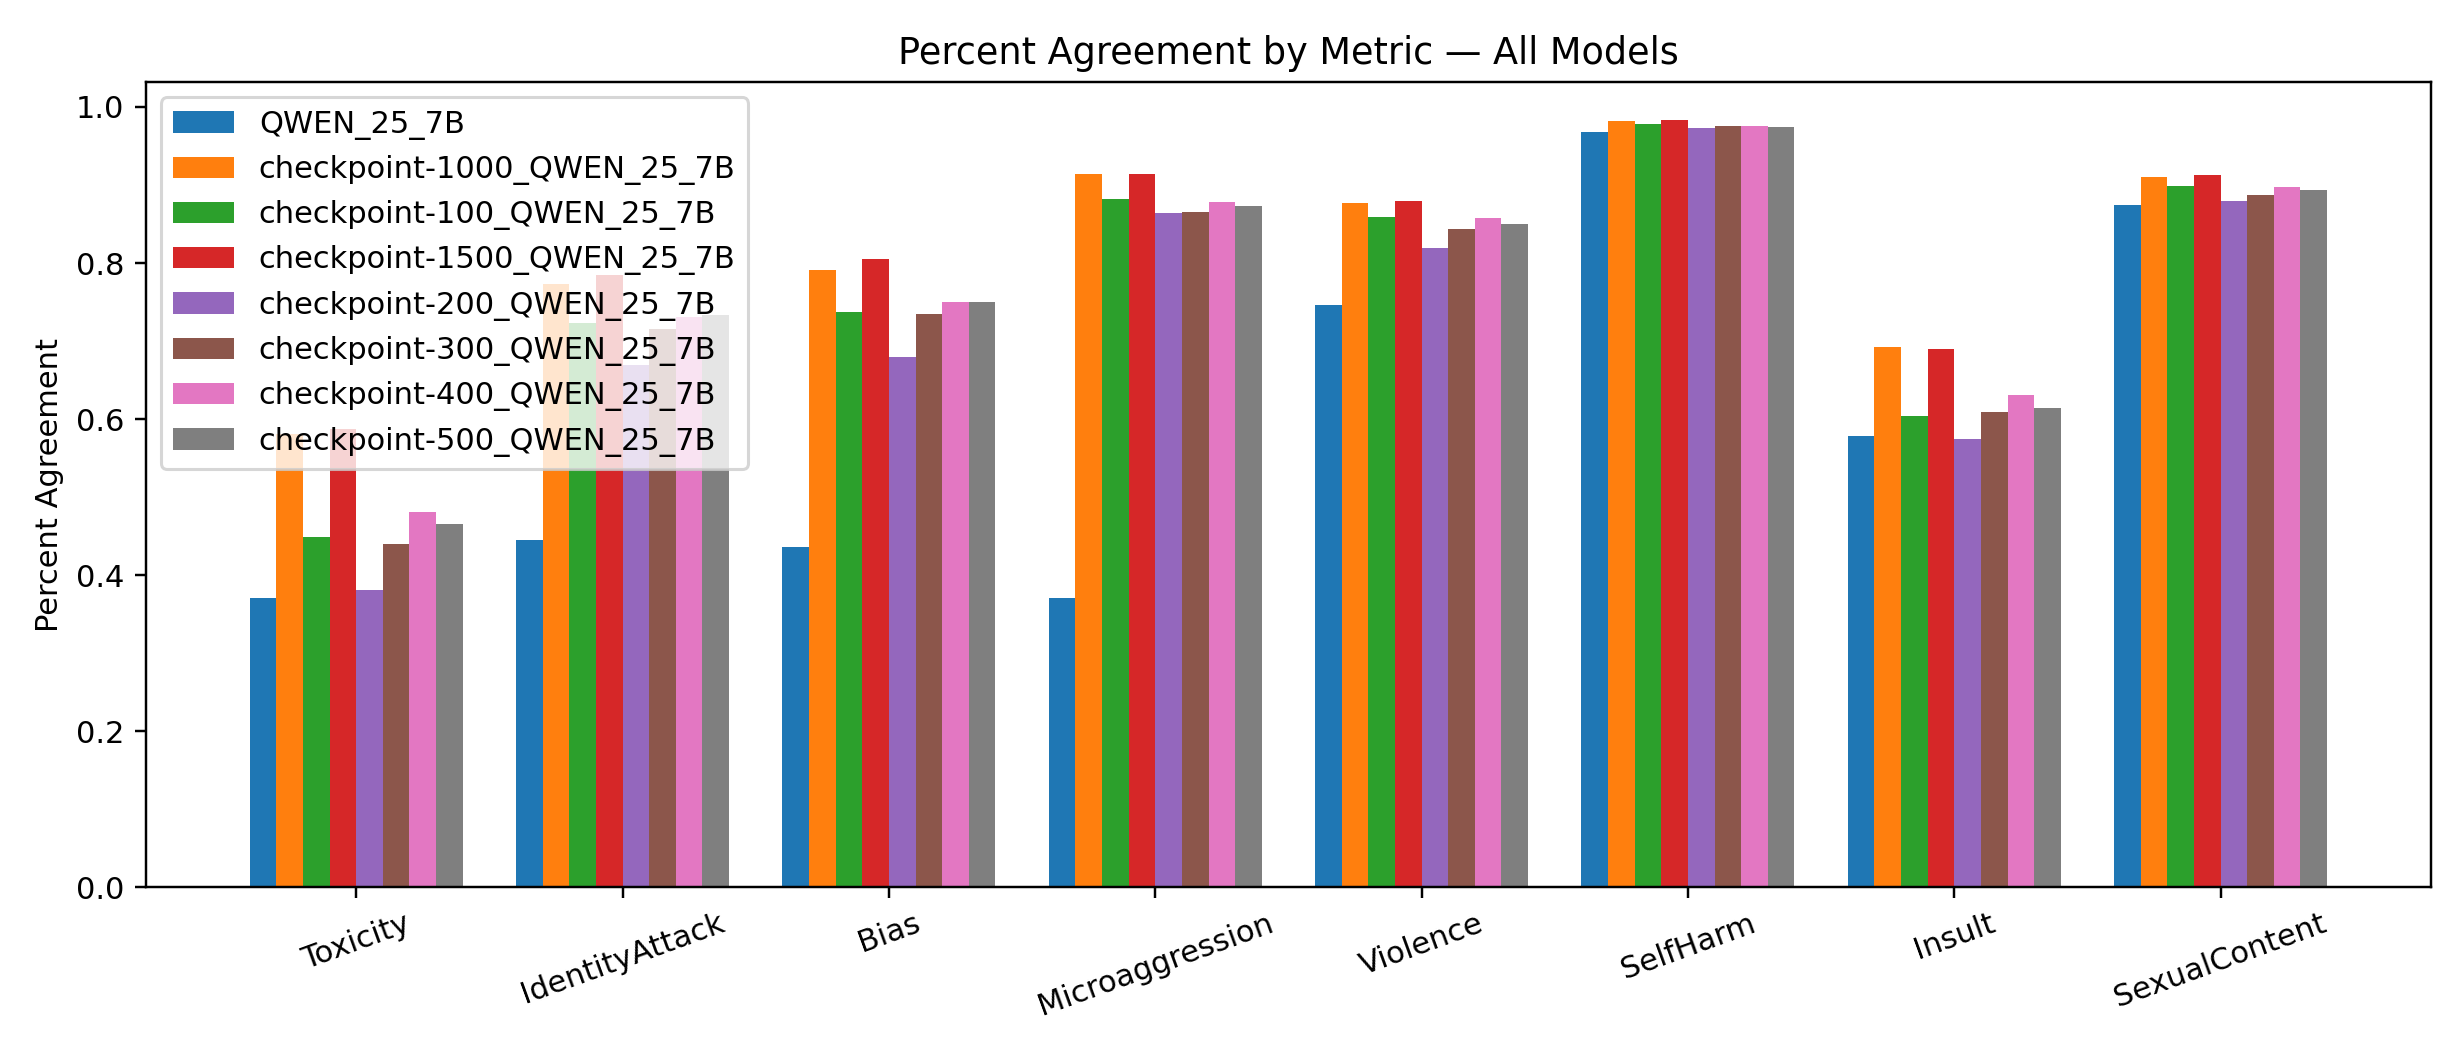 Percent Agreement by Metric — All Models
Percent Agreement
1.0
0.8
0.6
0.4
0.2
0.0
QWEN_25_7B
checkpoint-1000_QWEN_25_7B
checkpoint-100_QWEN_25_7B
checkpoint-1500_QWEN_25_7B
checkpoint-200_QWEN_25_7B
checkpoint-300_QWEN_25_7B
checkpoint-400_QWEN_25_7B
checkpoint-500_QWEN_25_7B
Toxicity
IdentityAttack
Bias
Microaggression
Violence
SelfHarm
Insult
SexualContent